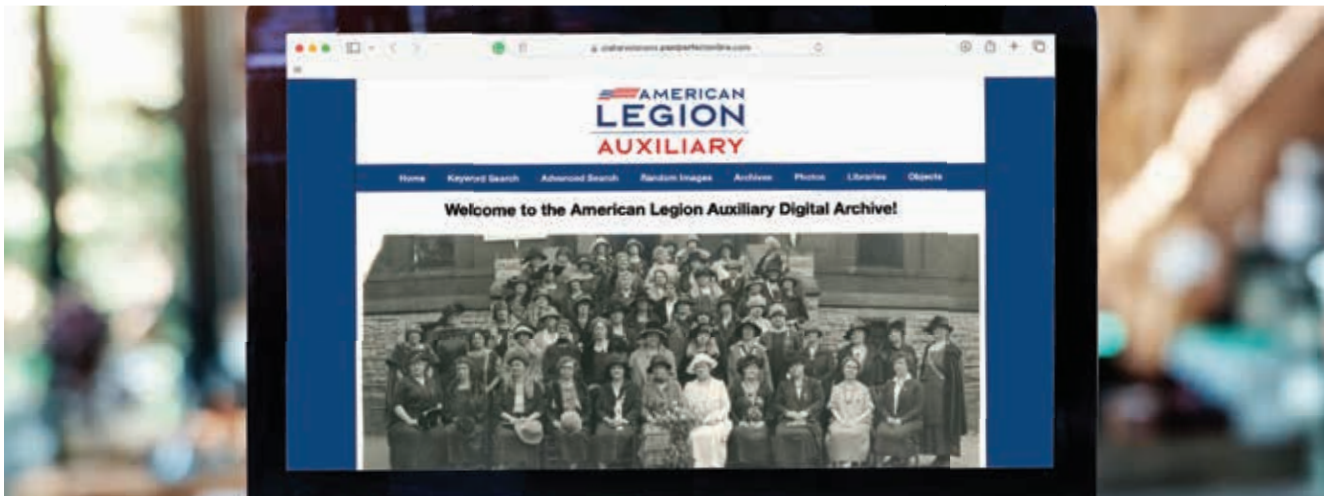 AMERICAN
LEGION
AUXILIARY
Home Keyword Search Advanced Search Random Images Archives Photos Libraries Objects
Welcome to the American Legion Auxiliary Digital Archive!